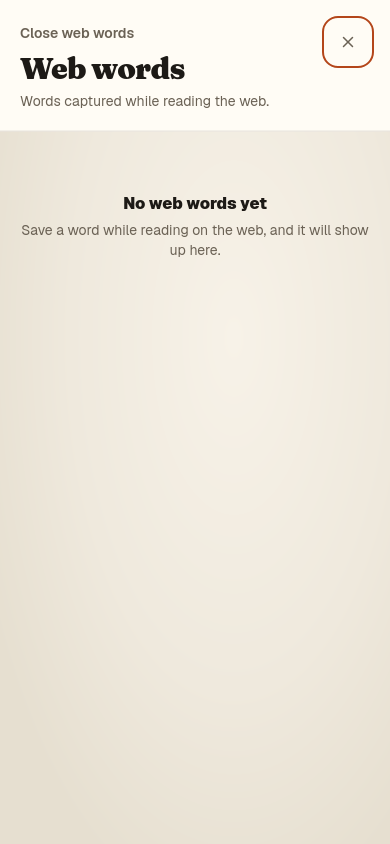 Close web words
Web words
Words captured while reading the web.
No web words yet
Save a word while reading on the web, and it will show
up here.